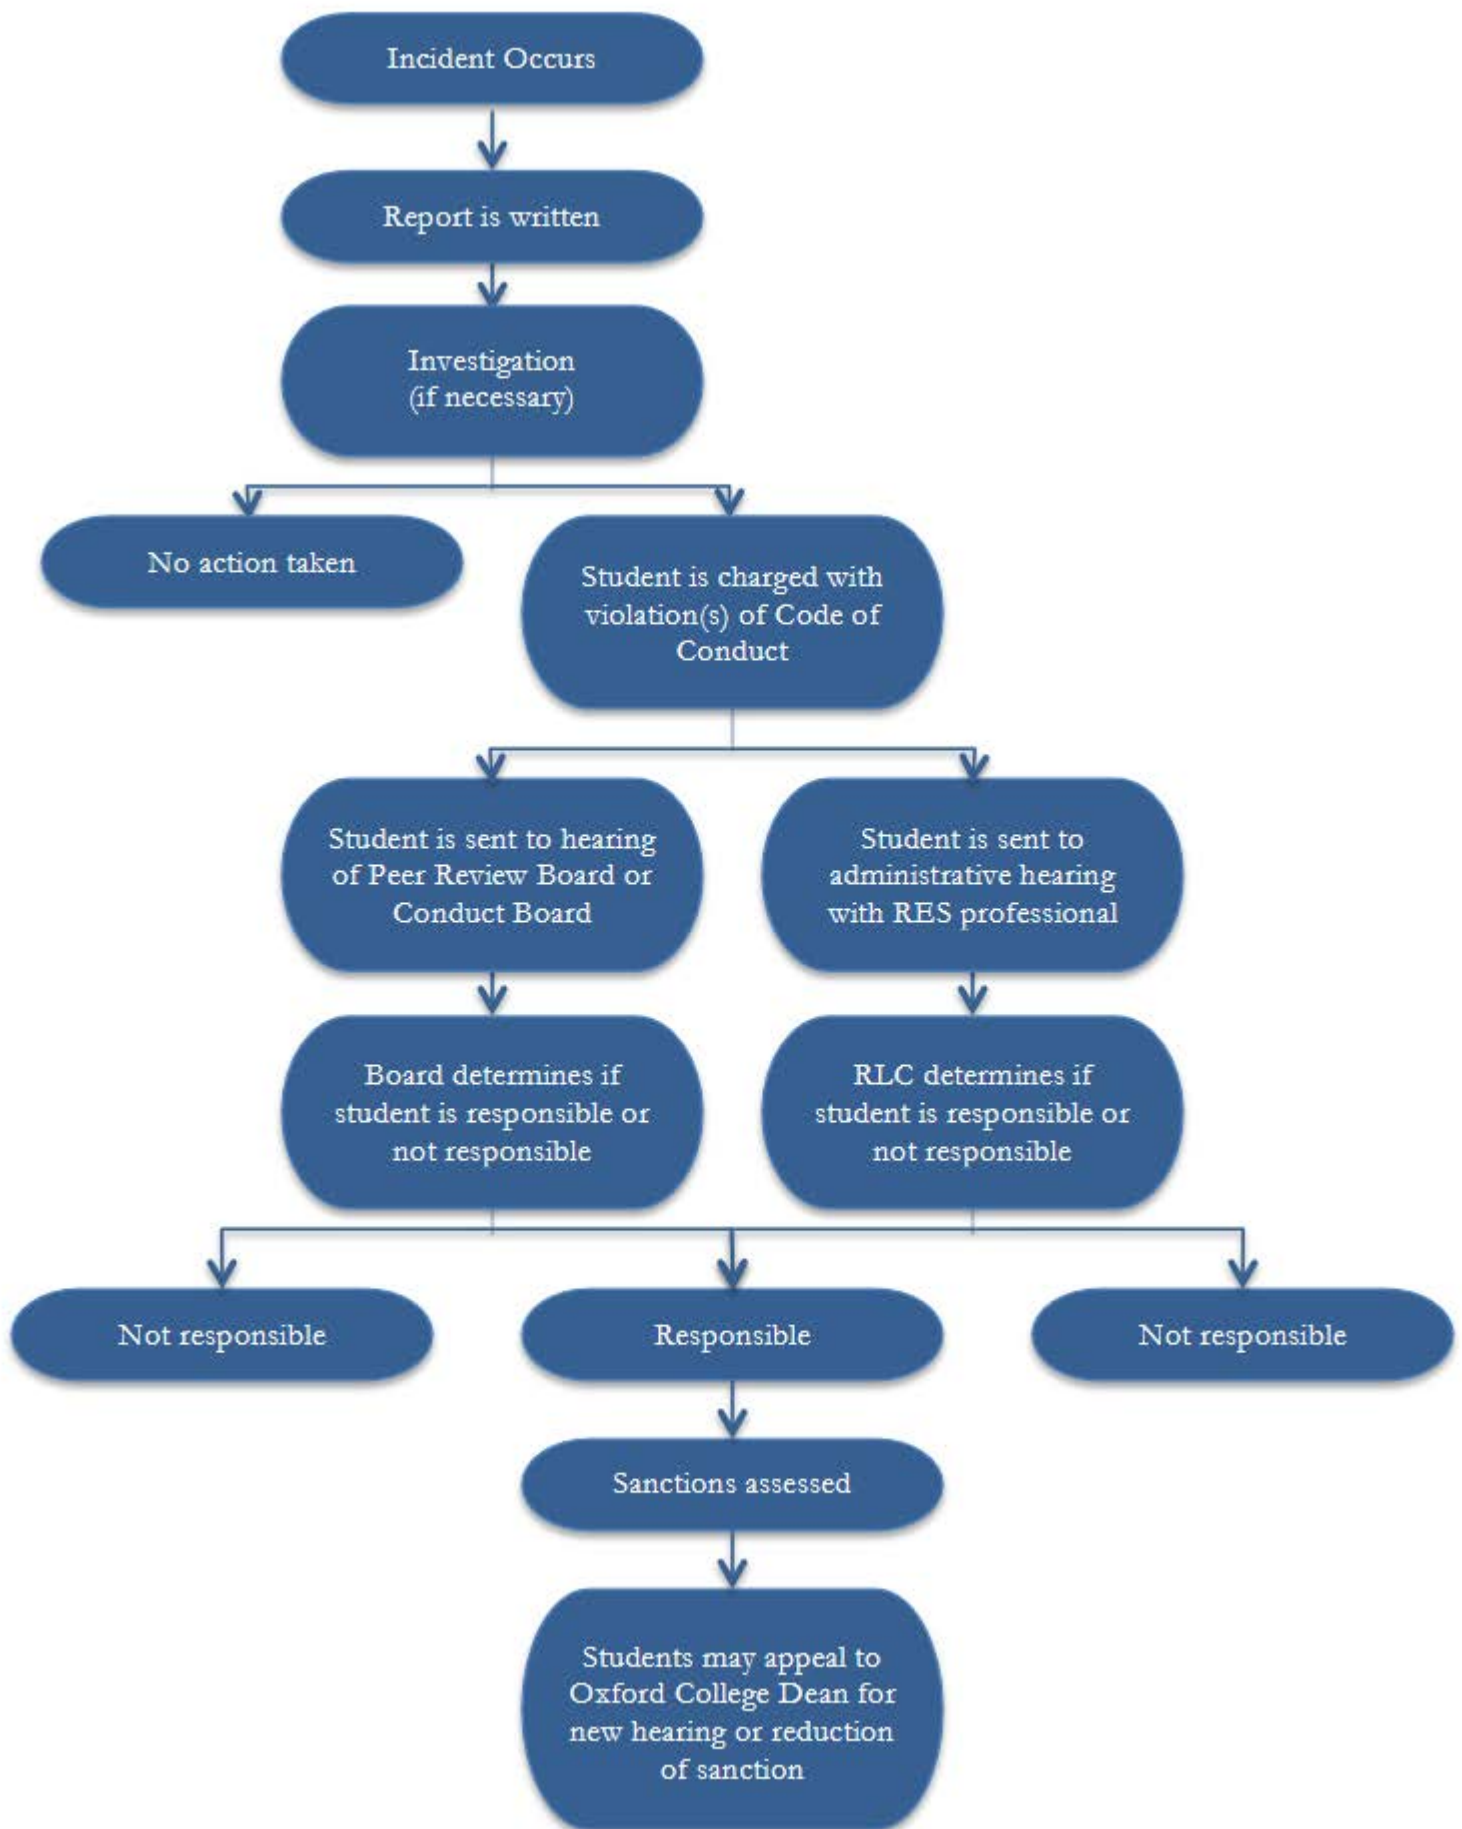 Incident Occurs
Report is written
Investigation
(if necessary)
No action taken
Student is charged with
violation(s) of Code of
Conduct
Student is sent to hearing
of Peer Review Board or
Conduct Board
Student is sent to
administrative hearing
with RES professional
Board determines if
student is responsible or
not responsible
RLC determines if
student is responsible or
not responsible
Not responsible
Responsible
Not responsible
Sanctions assessed
Students may appeal to
Oxford College Dean for
new hearing or reduction
of sanction